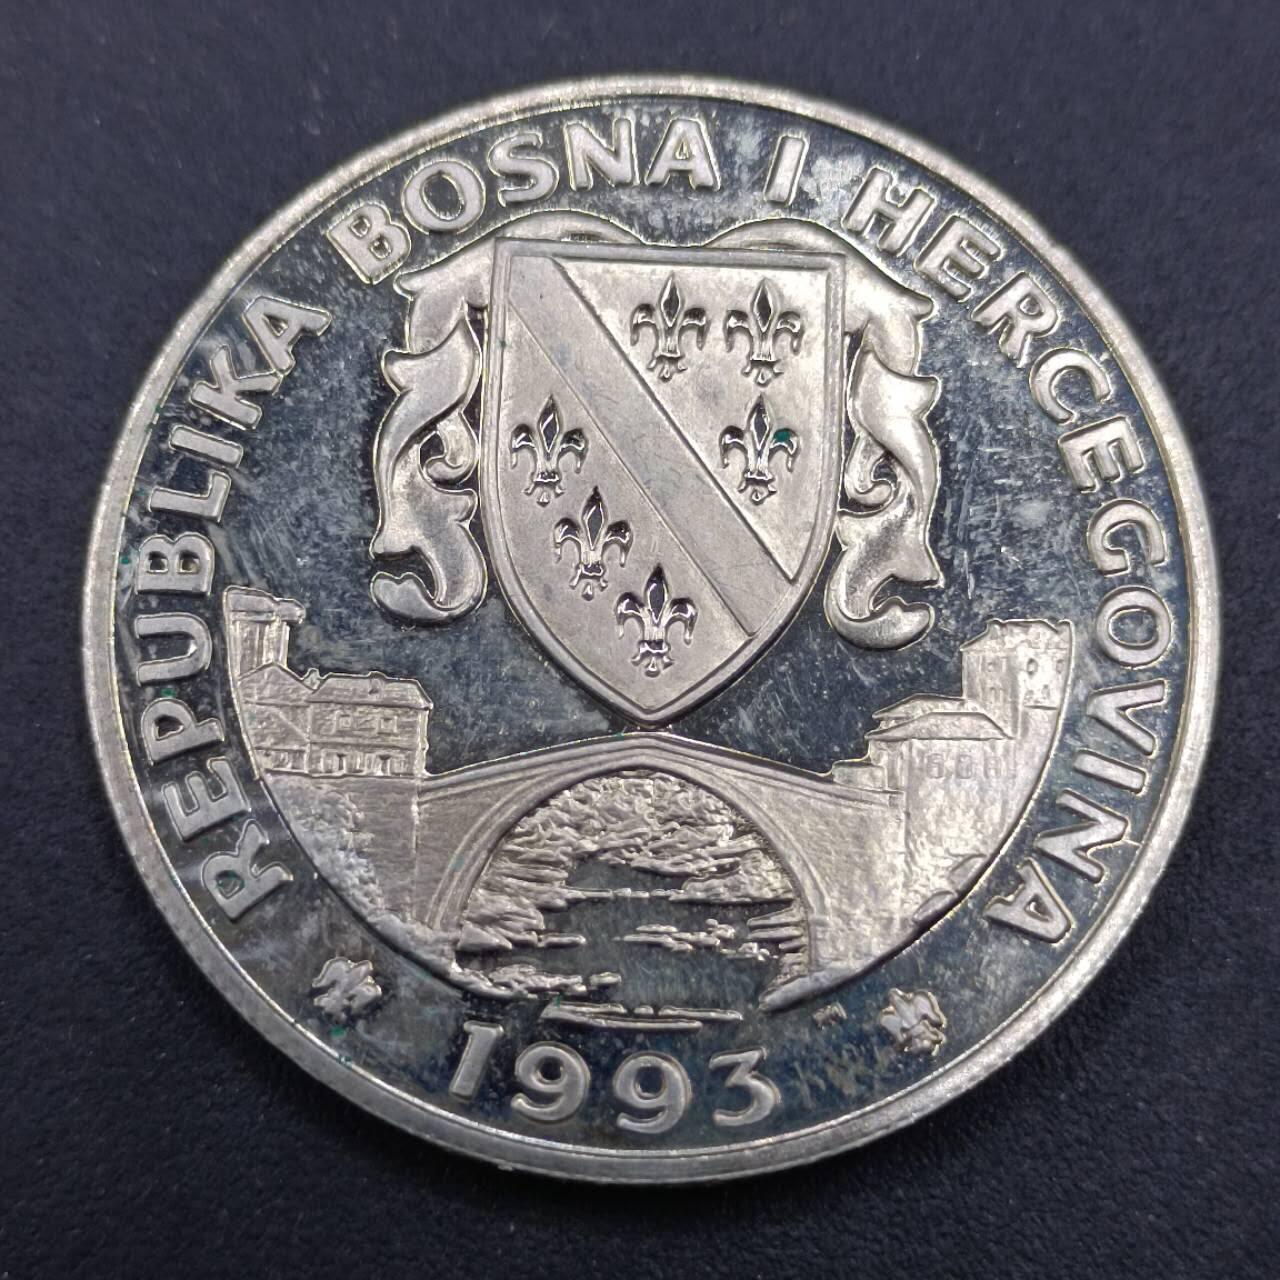 REPUBLIKA BOSNA I HERCEGOVINA
1993